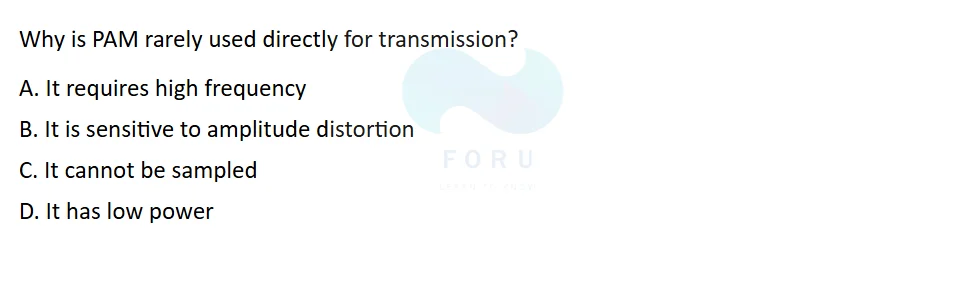 Why is PAM rarely used directly for transmission?
A. It requires high frequency
B. It is sensitive to amplitude distortion
C. It cannot be sampled
FORU
D. It has low power